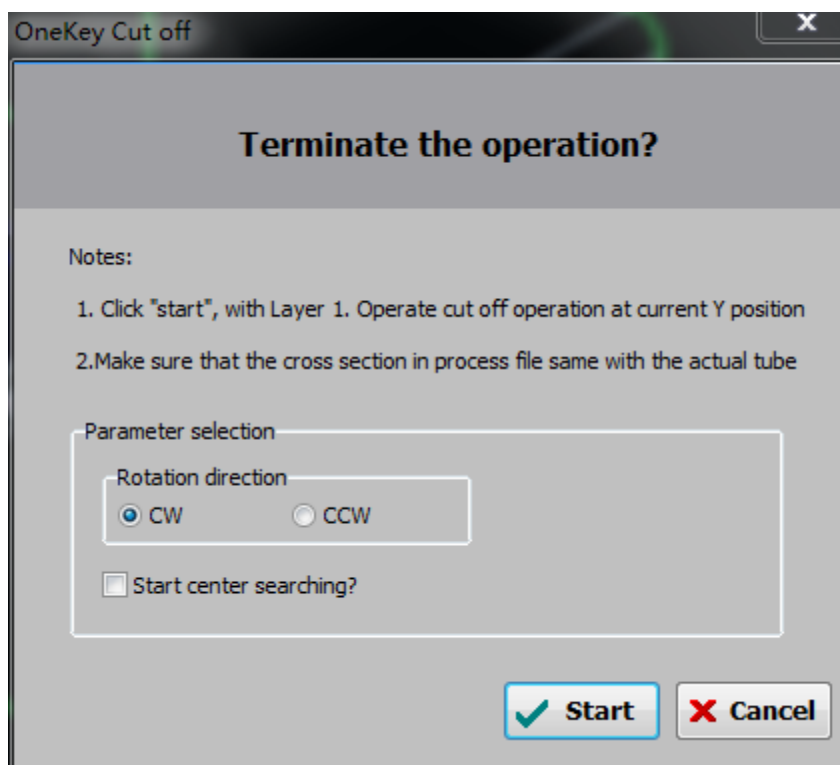 OneKey Cut off
Terminate the operation?
Notes:
1. Click "start", with Layer 1. Operate cut off operation at current Y position
2.Make sure that the cross section in process file same with the actual tube
Parameter selection
Rotation direction
CW CCW
Start center searching?
Start Cancel